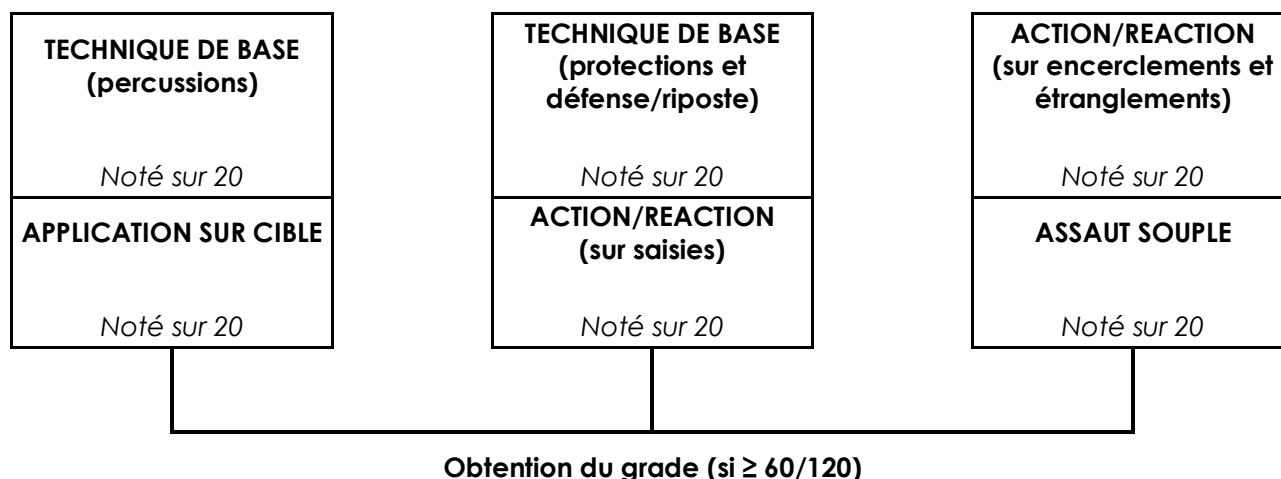 TECHNIQUE DE BASE
(percussions)
Noté sur 20
APPLICATION SUR CIBLE
Noté sur 20
TECHNIQUE DE BASE
(protections et
défense/riposte)
Noté sur 20
ACTION/REACTION
(sur saisies)
Noté sur 20
ACTION/REACTION
(sur encerclements et
étranglements)
Noté sur 20
ASSAUT SOUPLE
Noté sur 20
Obtention du grade (si ≥ 60/120)